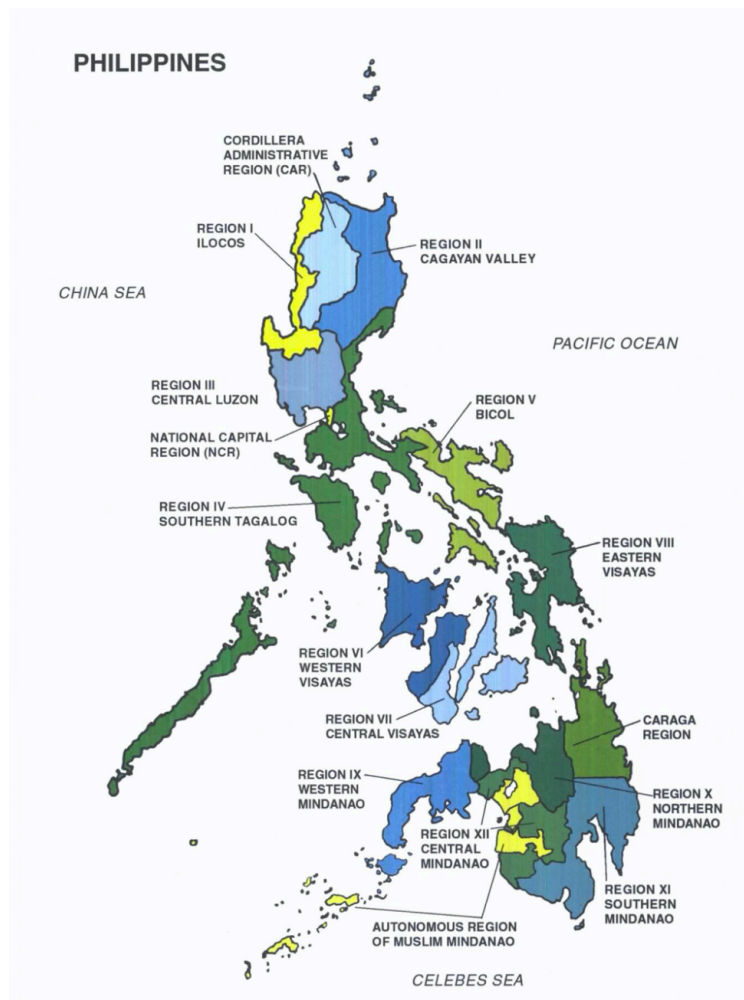 PHILIPPINES
CORDILLERA
ADMINISTRATIVE
REGION (CAR)
REGION I
ILOCOS
REGION II
CAGAYAN VALLEY
CHINA SEA
PACIFIC OCEAN
REGION III
CENTRAL LUZON
REGION V
BICOL
NATIONAL CAPITAL
REGION (NCR)
REGION IV
SOUTHERN TAGALOG
REGION VIII
EASTERN
VISAYAS
REGION VI
WESTERN
VISAYAS
REGION VII
CENTRAL VISAYAS
CARAGA
REGION
REGION IX
WESTERN
MINDANAO
REGION X
NORTHERN
MINDANAO
REGION XII
CENTRAL
MINDANAO
REGION XI
SOUTHERN
MINDANAO
AUTONOMOUS REGION
OF MUSLIM MINDANAO
CELEBES SEA